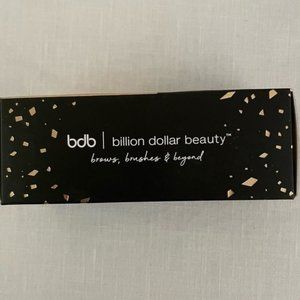 bdb | billion dollar beauty™
brows, brushes & beyond